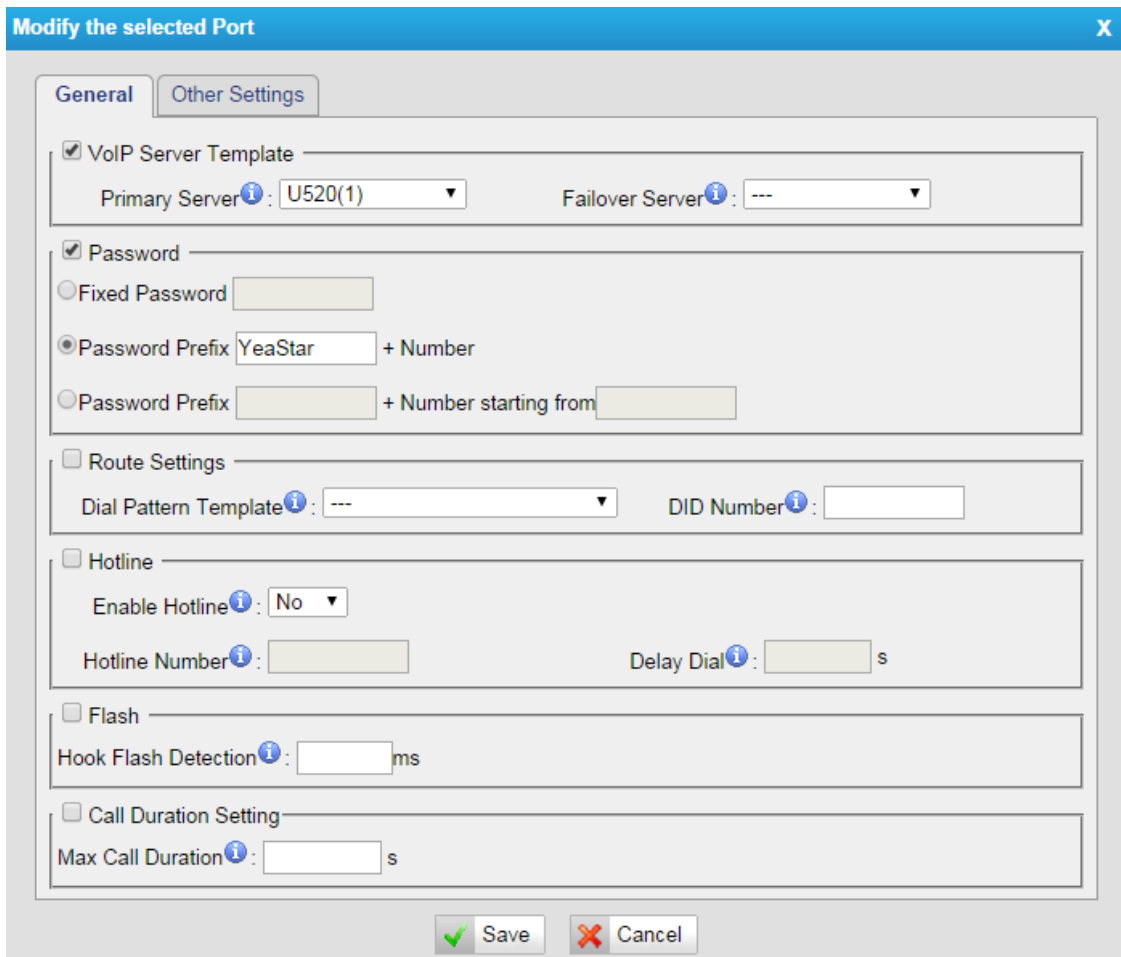 Modify the selected Port X
General Other Settings
VoIP Server Template
Primary Server i : U520(1) Failover Server i : ---
Password
Fixed Password
Password Prefix YeaStar + Number
Password Prefix + Number starting from
Route Settings
Dial Pattern Template i : --- DID Number i :
Hotline
Enable Hotline i : No
Hotline Number i : Delay Dial i : s
Flash
Hook Flash Detection i : ms
Call Duration Setting
Max Call Duration i : s
Save Cancel